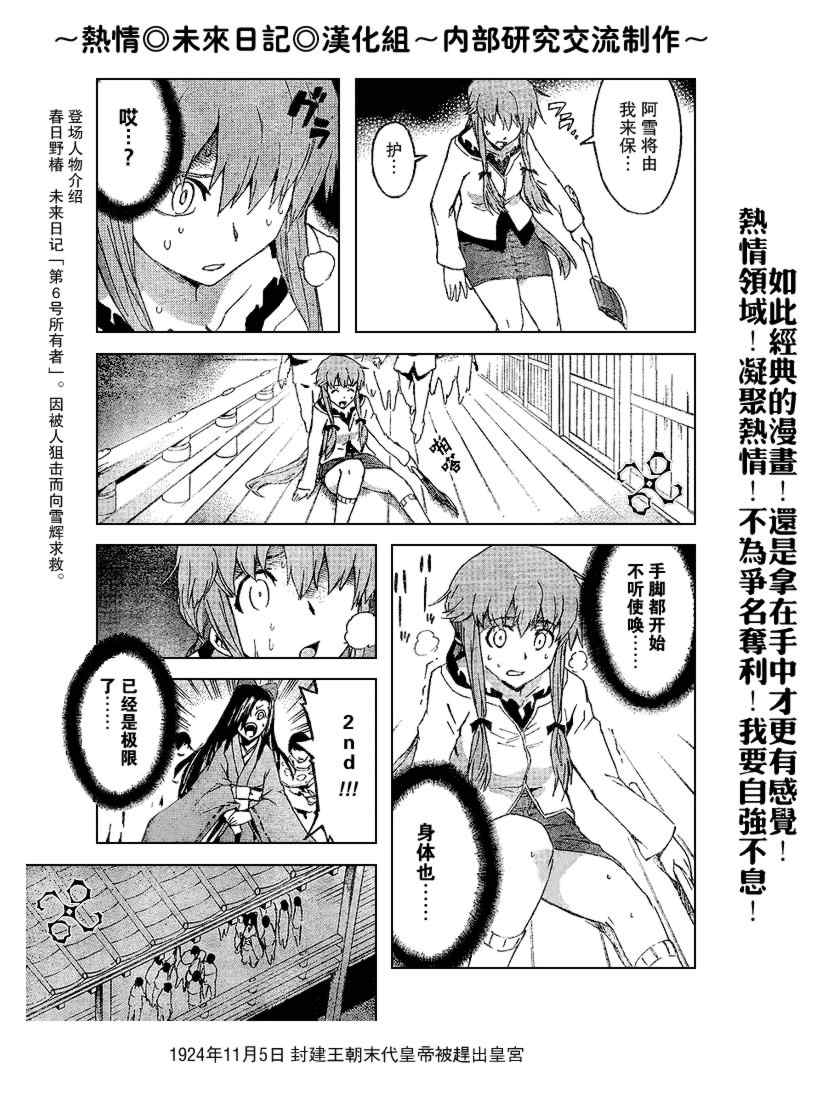 ～熱情◎未來日記◎漢化組～内部研究交流制作～
阿雪将由
我来保…
护…
グラ
哎…?
啪
嗒
手脚都开始
不听使唤……
身体也……
2nd!!!
已经是极限
了……
登场人物介绍
春日野椿　未来日记「第6号所有者」。因被人狙击而向雪辉求救。
如此經典的漫畫！還是拿在手中才更有感覺！
熱情領域！凝聚熱情！不為爭名奪利！我要自強不息！
1924年11月5日 封建王朝末代皇帝被趕出皇宮